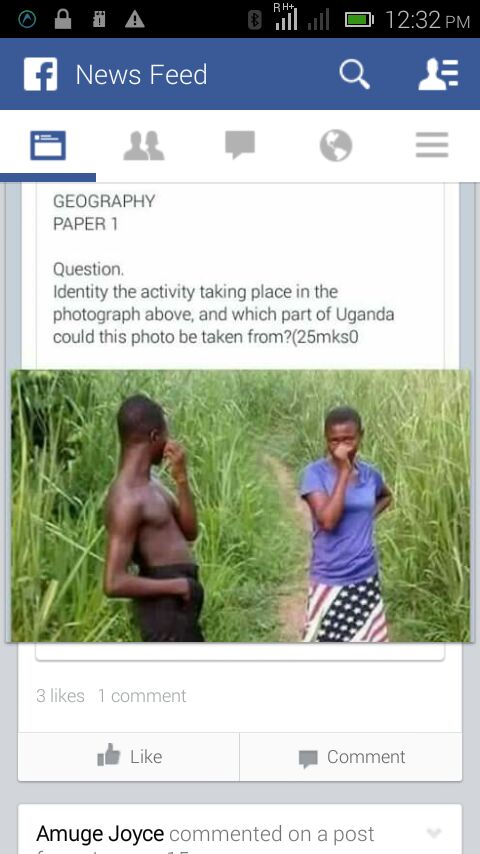 R H+
12:32 PM
f News Feed
GEOGRAPHY
PAPER 1
Question.
Identity the activity taking place in the
photograph above, and which part of Uganda
could this photo be taken from?(25mks0
3 likes 1 comment
Like Comment
Amuge Joyce commented on a post